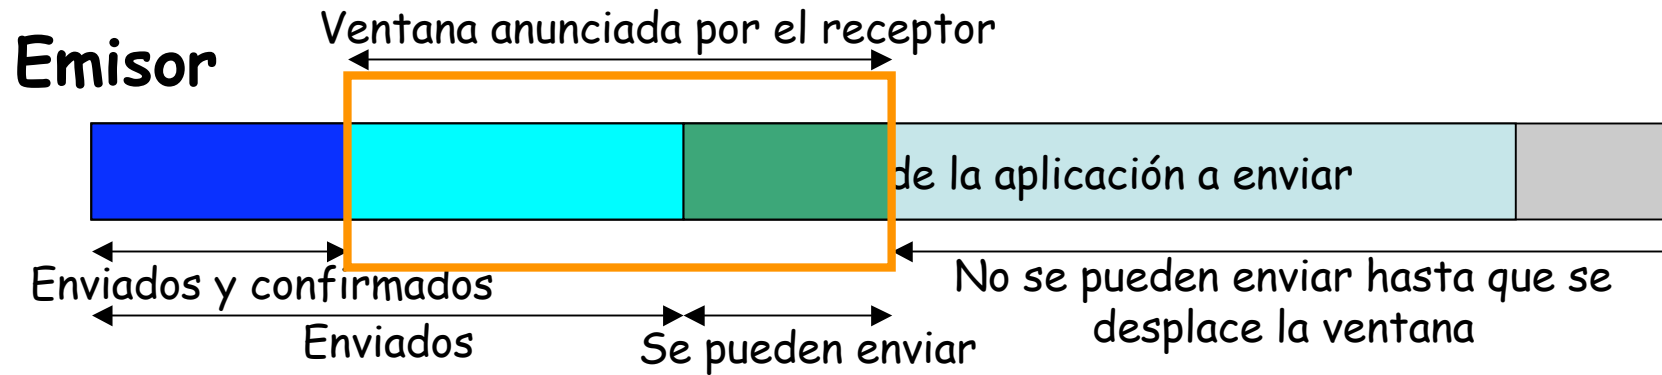 Ventana anunciada por el receptor
Emisor
de la aplicación a enviar
Enviados y confirmados
No se pueden enviar hasta que se
desplace la ventana
Enviados
Se pueden enviar